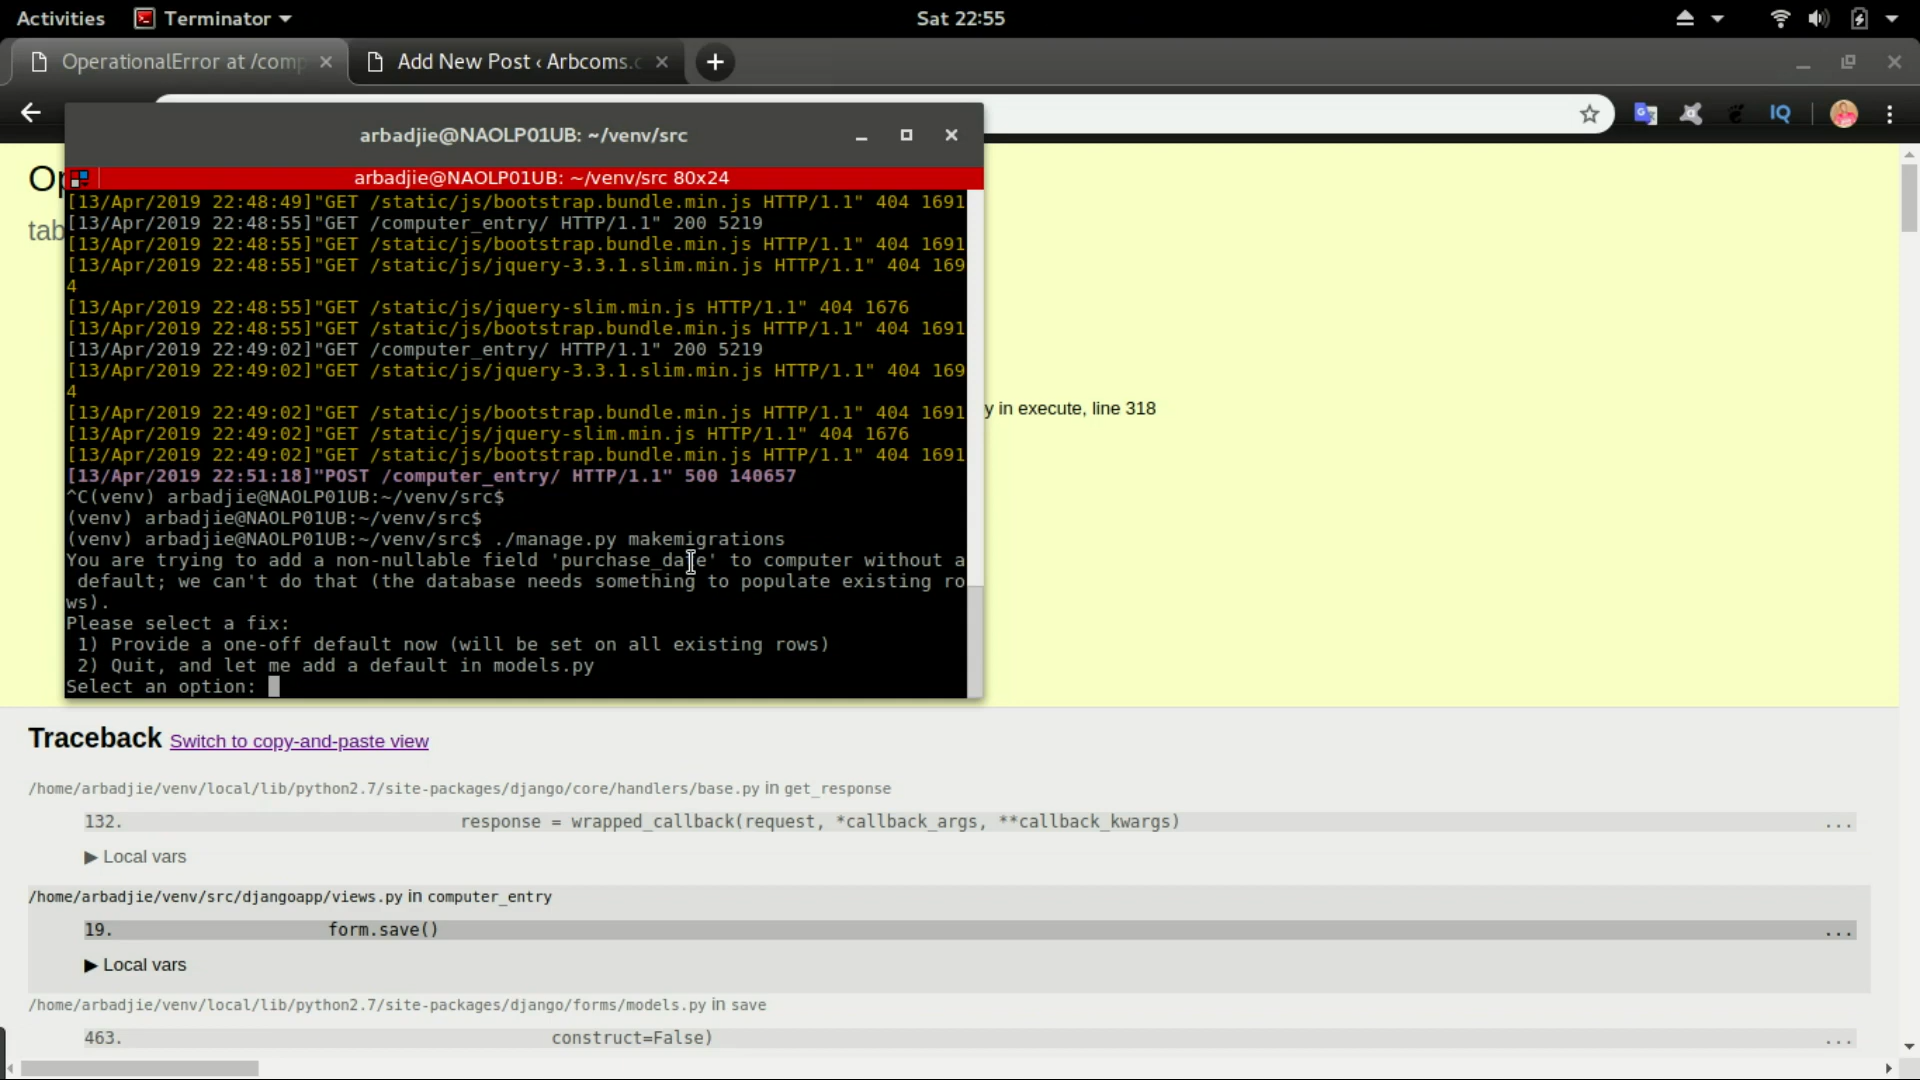 Activities Terminator Sat 22:55
OperationalError at /comp Add New Post ‹ Arbcoms.
IQ
arbadjie@NAOLP01UB: ~/venv/src
arbadjie@NAOLP01UB: ~/venv/src 80x24
Op
tab
[13/Apr/2019 22:48:49]"GET /static/js/bootstrap.bundle.min.js HTTP/1.1" 404 1691
[13/Apr/2019 22:48:55]"GET /computer_entry/ HTTP/1.1" 200 5219
[13/Apr/2019 22:48:55]"GET /static/js/bootstrap.bundle.min.js HTTP/1.1" 404 1691
[13/Apr/2019 22:48:55]"GET /static/js/jquery-3.3.1.slim.min.js HTTP/1.1" 404 169
4
[13/Apr/2019 22:48:55]"GET /static/js/jquery-slim.min.js HTTP/1.1" 404 1676
[13/Apr/2019 22:48:55]"GET /static/js/bootstrap.bundle.min.js HTTP/1.1" 404 1691
[13/Apr/2019 22:49:02]"GET /computer_entry/ HTTP/1.1" 200 5219
[13/Apr/2019 22:49:02]"GET /static/js/jquery-3.3.1.slim.min.js HTTP/1.1" 404 169
4
[13/Apr/2019 22:49:02]"GET /static/js/bootstrap.bundle.min.js HTTP/1.1" 404 1691
[13/Apr/2019 22:49:02]"GET /static/js/jquery-slim.min.js HTTP/1.1" 404 1676
[13/Apr/2019 22:49:02]"GET /static/js/bootstrap.bundle.min.js HTTP/1.1" 404 1691
[13/Apr/2019 22:51:18]"POST /computer_entry/ HTTP/1.1" 500 140657
^C(venv) arbadjie@NAOLP01UB:~/venv/src$
(venv) arbadjie@NAOLP01UB:~/venv/src$
(venv) arbadjie@NAOLP01UB:~/venv/src$ ./manage.py makemigrations
You are trying to add a non-nullable field 'purchase_date' to computer without a
default; we can't do that (the database needs something to populate existing ro
ws).
Please select a fix:
1) Provide a one-off default now (will be set on all existing rows)
2) Quit, and let me add a default in models.py
Select an option:
y in execute, line 318
Traceback Switch to copy-and-paste view
/home/arbadjie/venv/local/lib/python2.7/site-packages/django/core/handlers/base.py in get_response
132. response = wrapped_callback(request, *callback_args, **callback_kwargs) ...
▶ Local vars
/home/arbadjie/venv/src/djangoapp/views.py in computer_entry
19. form.save() ...
▶ Local vars
/home/arbadjie/venv/local/lib/python2.7/site-packages/django/forms/models.py in save
463. construct=False) ...